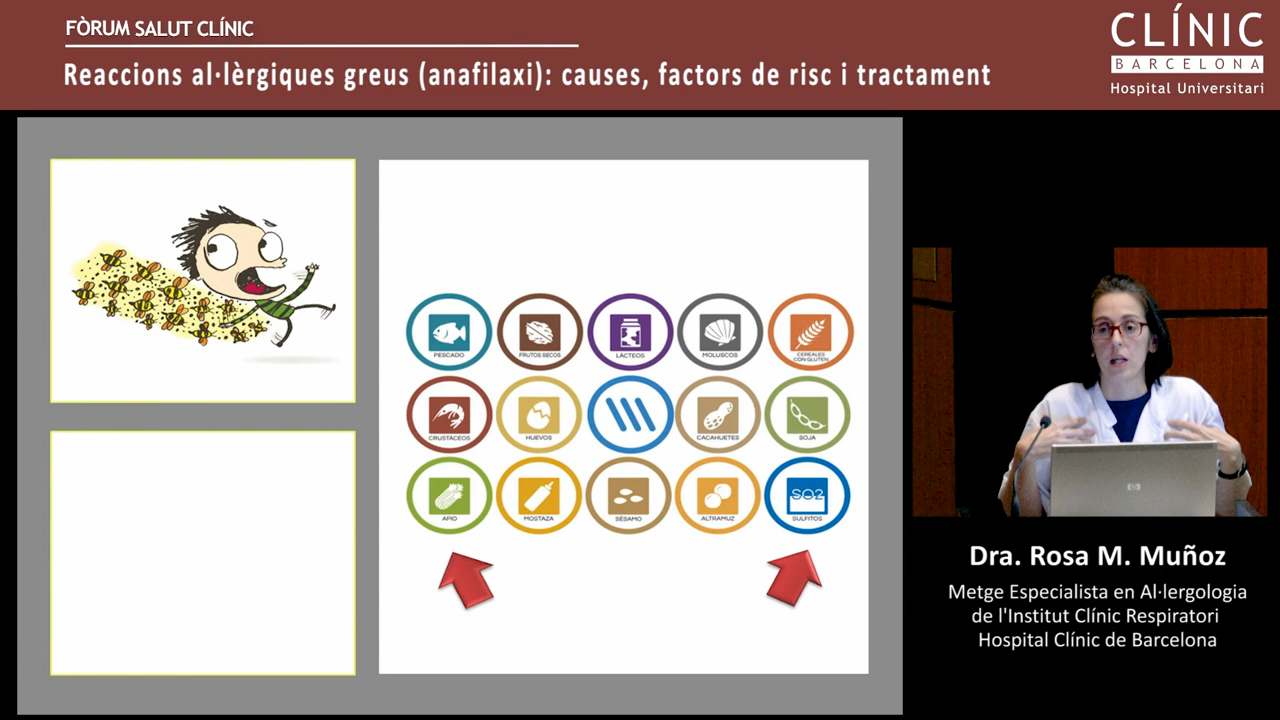 FÒRUM SALUT CLÍNIC
Reaccions al·lèrgiques greus (anafilaxi): causes, factors de risc i tractament
CLÍNIC
BARCELONA
Hospital Universitari
PESCADO
FRUTOS SECOS
LÁCTEOS
MOLUSCOS
CEREALES
CON GLUTEN
CRUSTÁCEOS
HUEVOS
CACAHUETES
SOJA
APIO
MOSTAZA
SÉSAMO
ALTRAMUZ
SO2
SULFITOS
hp
Dra. Rosa M. Muñoz
Metge Especialista en Al·lergologia
de l'Institut Clínic Respiratori
Hospital Clínic de Barcelona